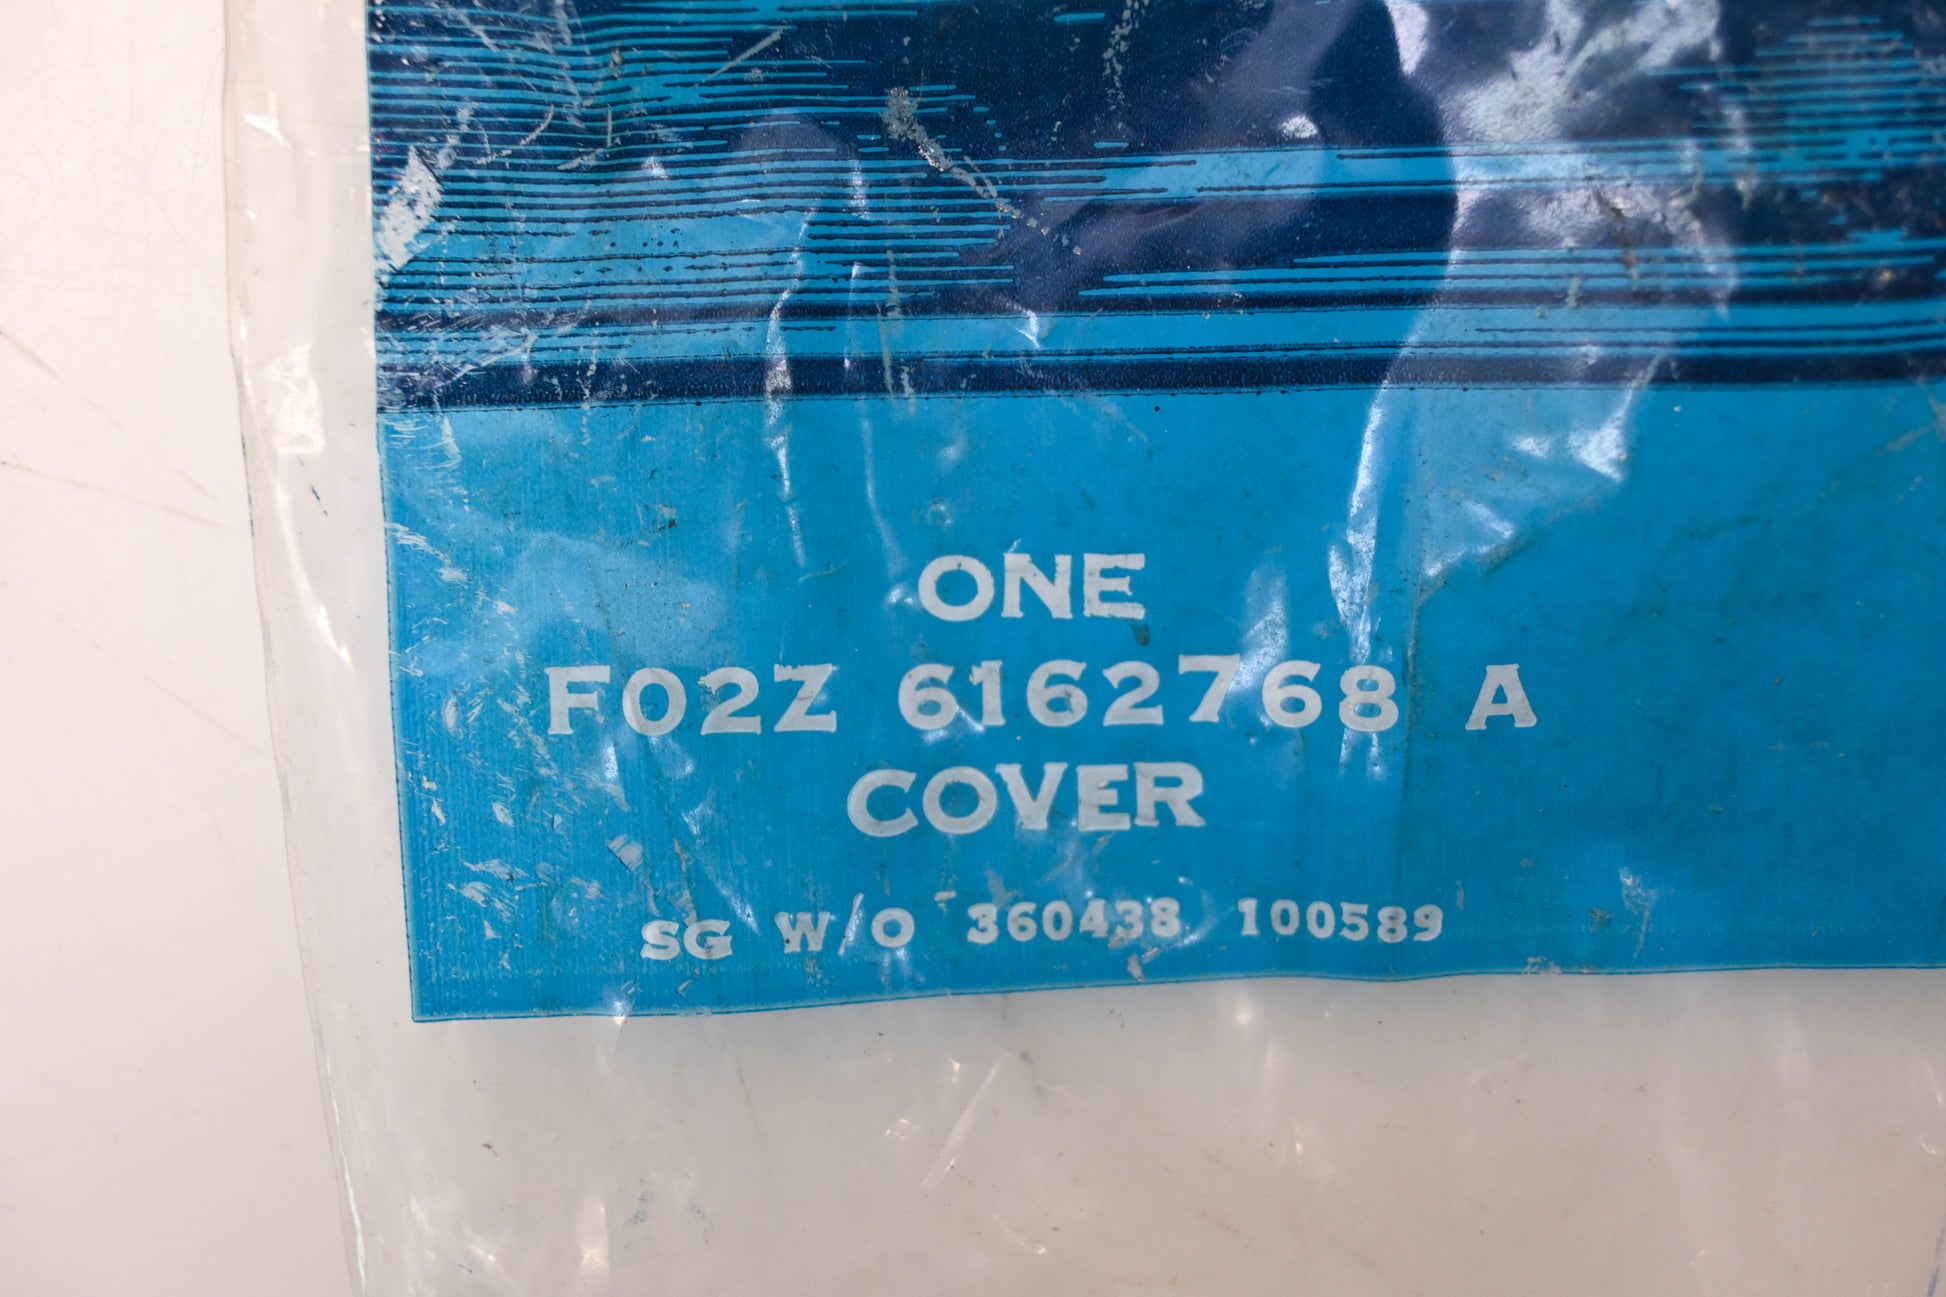 ONE
F02Z 6162768 A
COVER
SG W/O 360438 100589